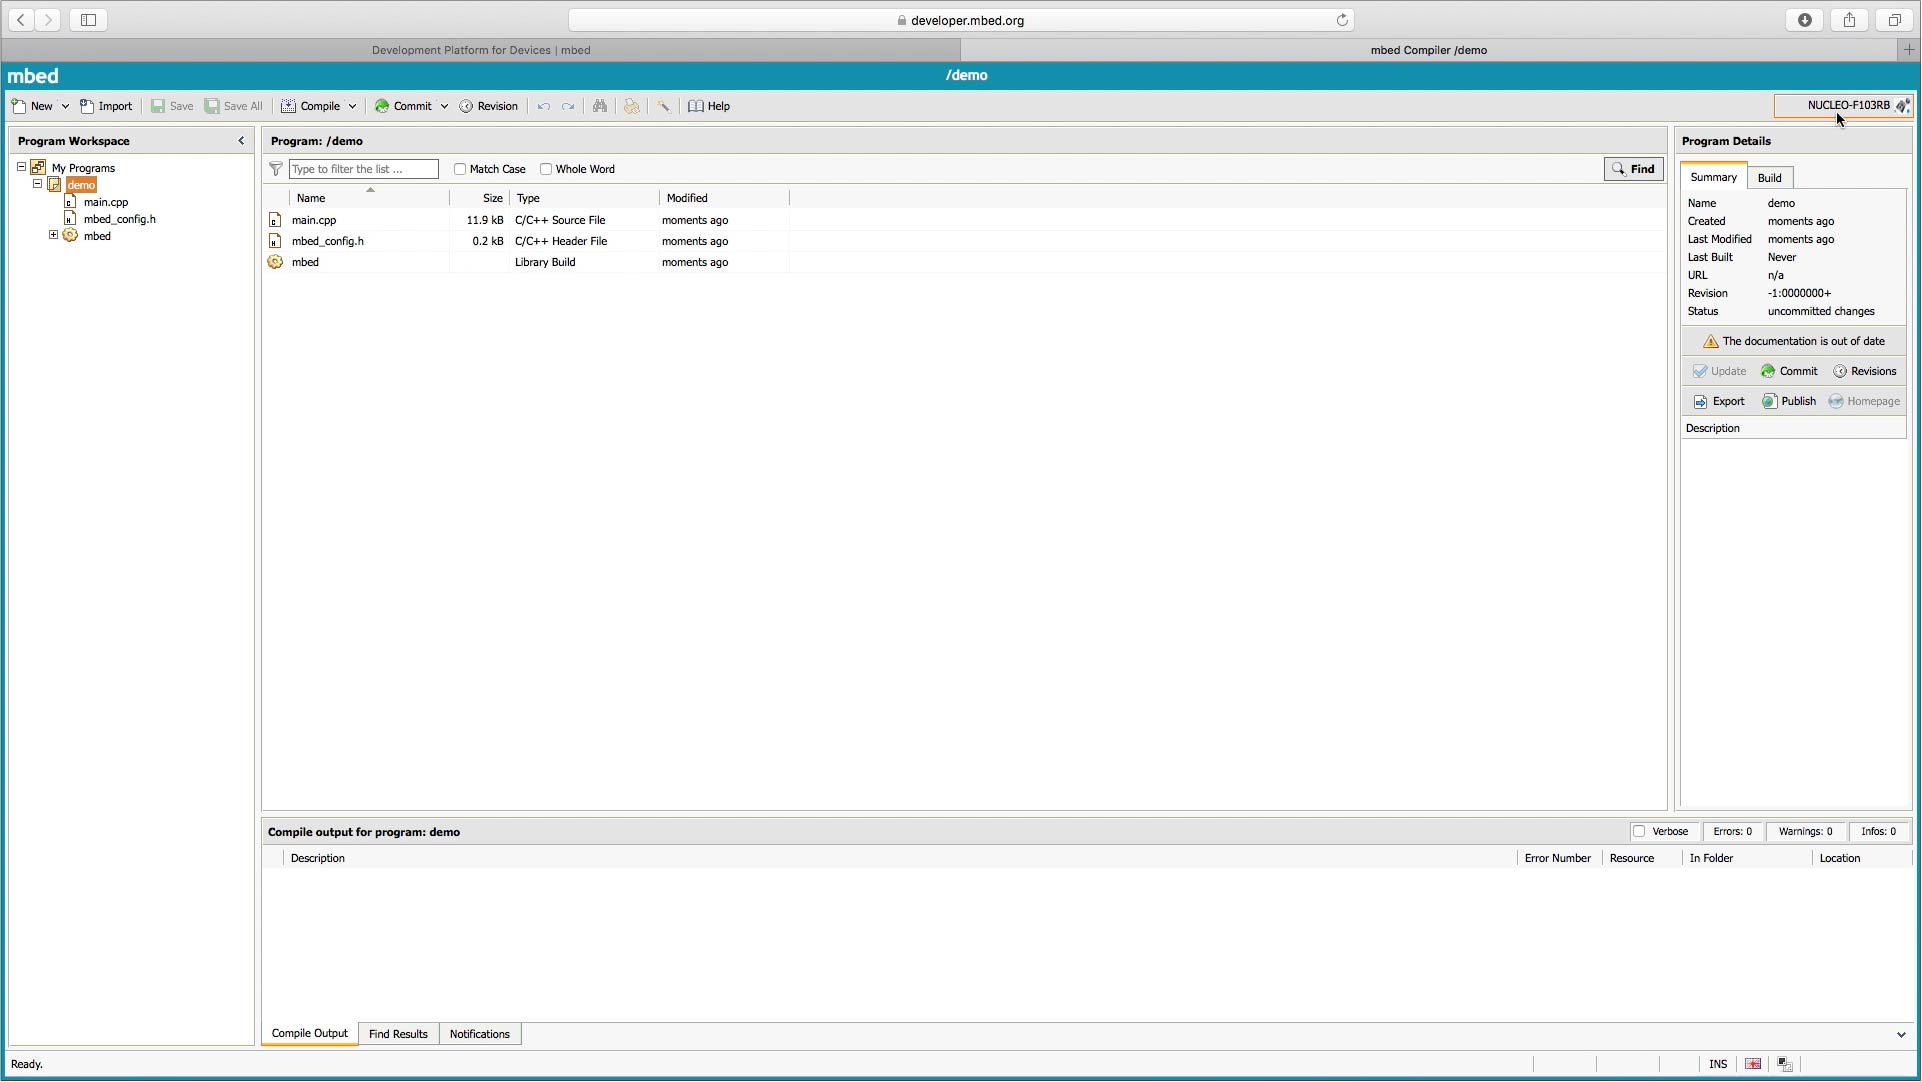 developer.mbed.org
Development Platform for Devices | mbed
mbed Compiler /demo
mbed
/demo
New Import Save Save All Compile Commit Revision Help NUCLEO-F103RB
Program Workspace
My Programs
demo
main.cpp
mbed_config.h
mbed
Program: /demo
Type to filter the list ... Match Case Whole Word Find
Name Size Type Modified
main.cpp 11.9 kB C/C++ Source File moments ago
mbed_config.h 0.2 kB C/C++ Header File moments ago
mbed Library Build moments ago
Program Details
Summary Build
Name demo
Created moments ago
Last Modified moments ago
Last Built Never
URL n/a
Revision -1:0000000+
Status uncommitted changes
The documentation is out of date
Update Commit Revisions
Export Publish Homepage
Description
Compile output for program: demo
Verbose Errors: 0 Warnings: 0 Infos: 0
Description Error Number Resource In Folder Location
Compile Output Find Results Notifications
Ready. INS